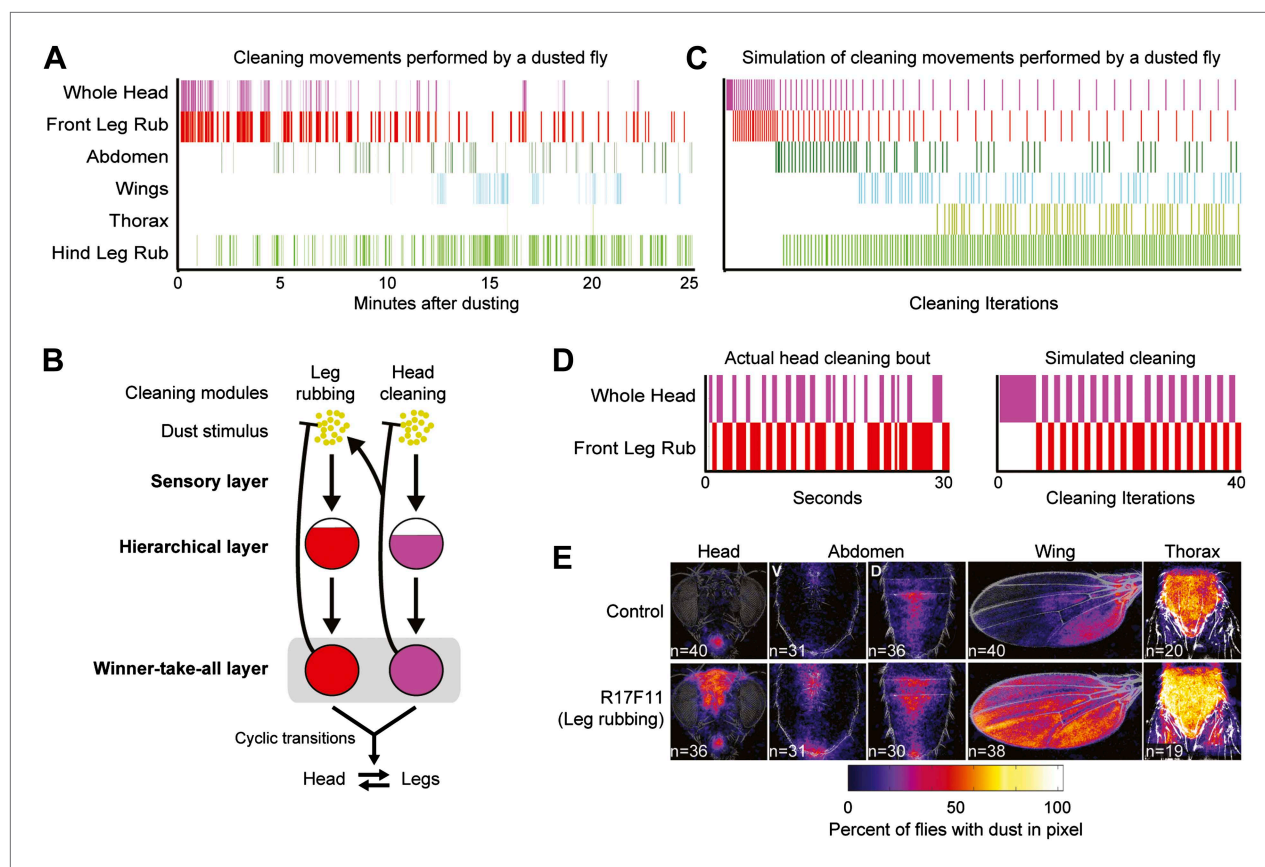 A
Cleaning movements performed by a dusted fly
Whole Head
Front Leg Rub
Abdomen
Wings
Thorax
Hind Leg Rub
0 5 10 15 20 25
Minutes after dusting
C
Simulation of cleaning movements performed by a dusted fly
Cleaning Iterations
B
Cleaning modules
Leg rubbing
Head cleaning
Dust stimulus
Sensory layer
Hierarchical layer
Winner-take-all layer
Cyclic transitions
Head Legs
D
Actual head cleaning bout
Simulated cleaning
Whole Head
Front Leg Rub
0 30
Seconds
0 40
Cleaning Iterations
E
Head Abdomen Wing Thorax
Control
V D
n=40 n=31 n=36 n=40 n=20
R17F11
(Leg rubbing)
n=36 n=31 n=30 n=38 n=19
0 50 100
Percent of flies with dust in pixel